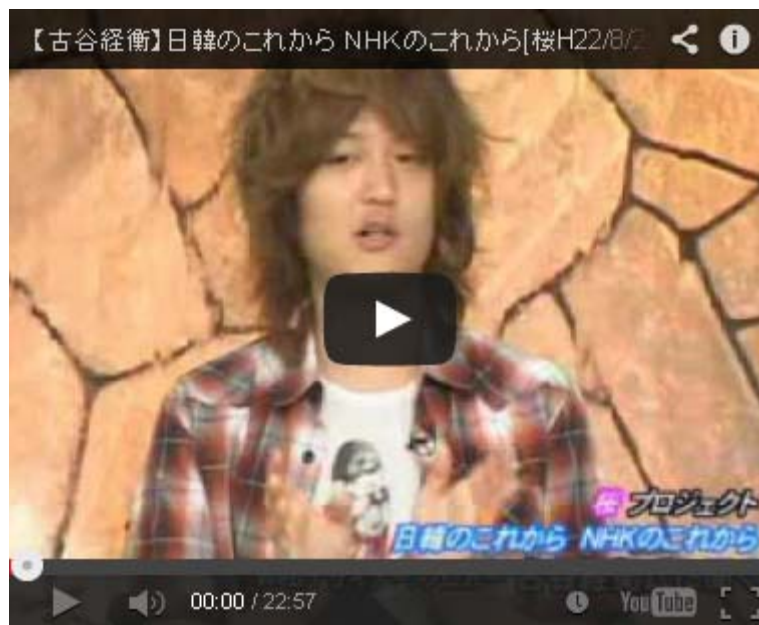 【古谷経衡】日韓のこれから NHKのこれから[桜H22/8/2
桜 プロジェクト
日韓のこれから NHKのこれから
00:00 / 22:57
YouTube